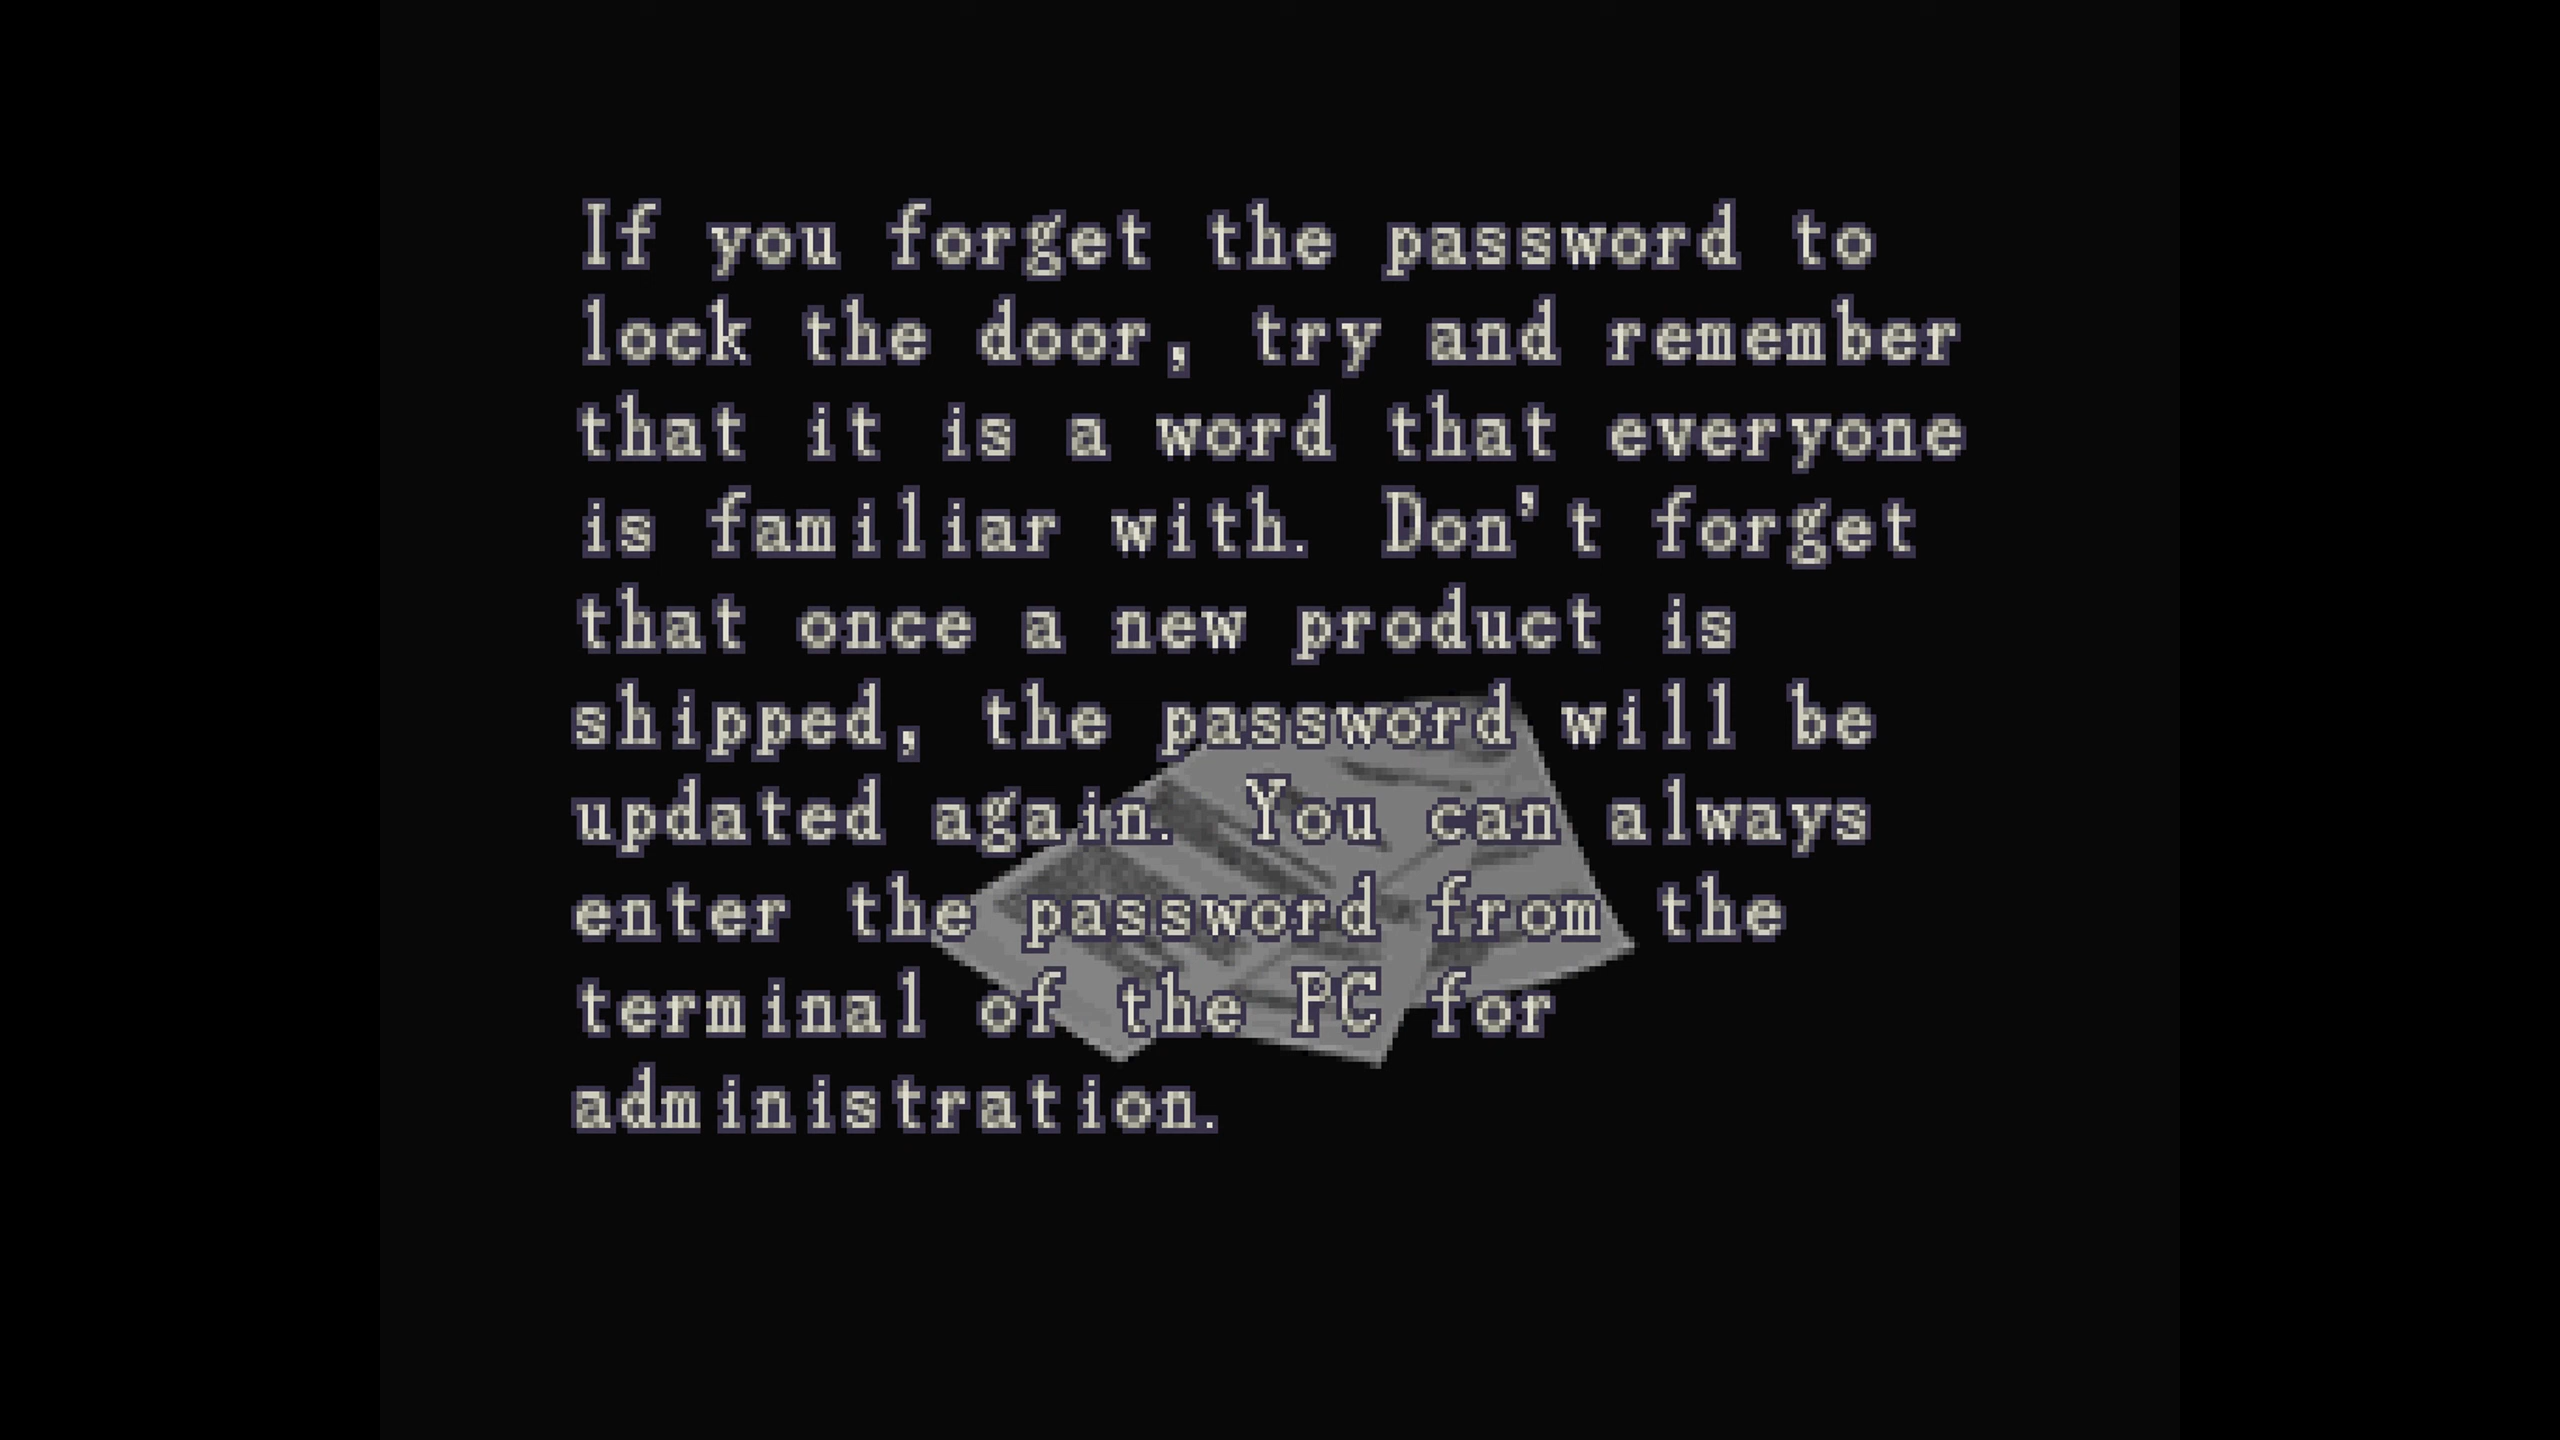 If you forget the password to
lock the door, try and remember
that it is a word that everyone
is familiar with. Don't forget
that once a new product is
shipped, the password will be
updated again. You can always
enter the password from the
terminal of the PC for
administration.